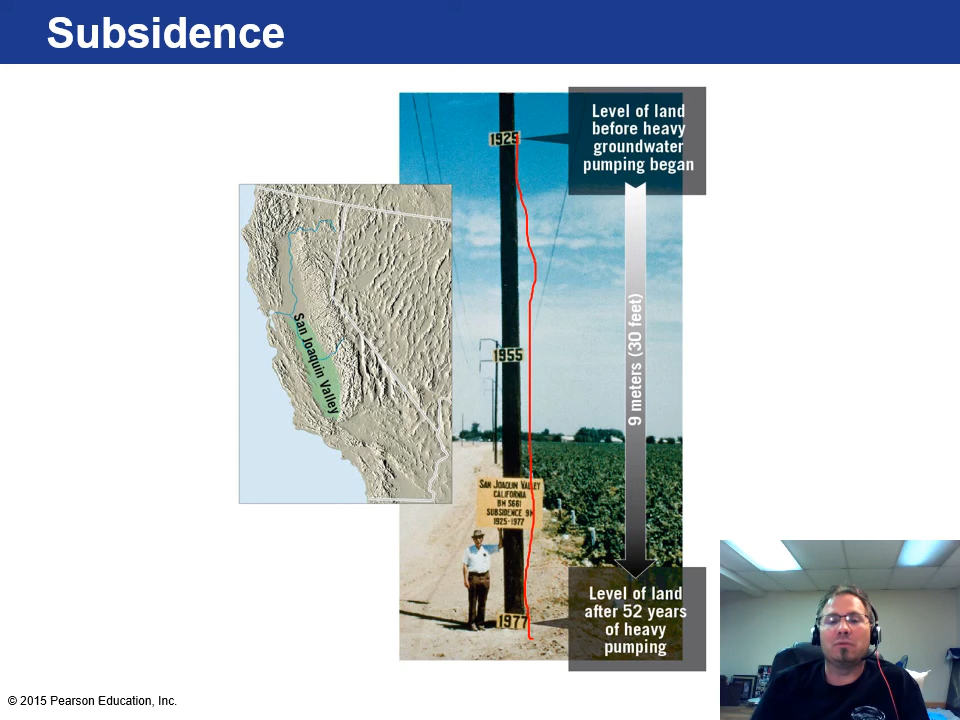 Subsidence
1925
Level of land
before heavy
groundwater
pumping began
San Joaquin Valley
1955
9 meters (30 feet)
SAN JOAQUIN VALLEY
CALIFORNIA
BM S661
SUBSIDENCE 9M
1925-1977
1977
Level of land
after 52 years
of heavy
pumping
© 2015 Pearson Education, Inc.